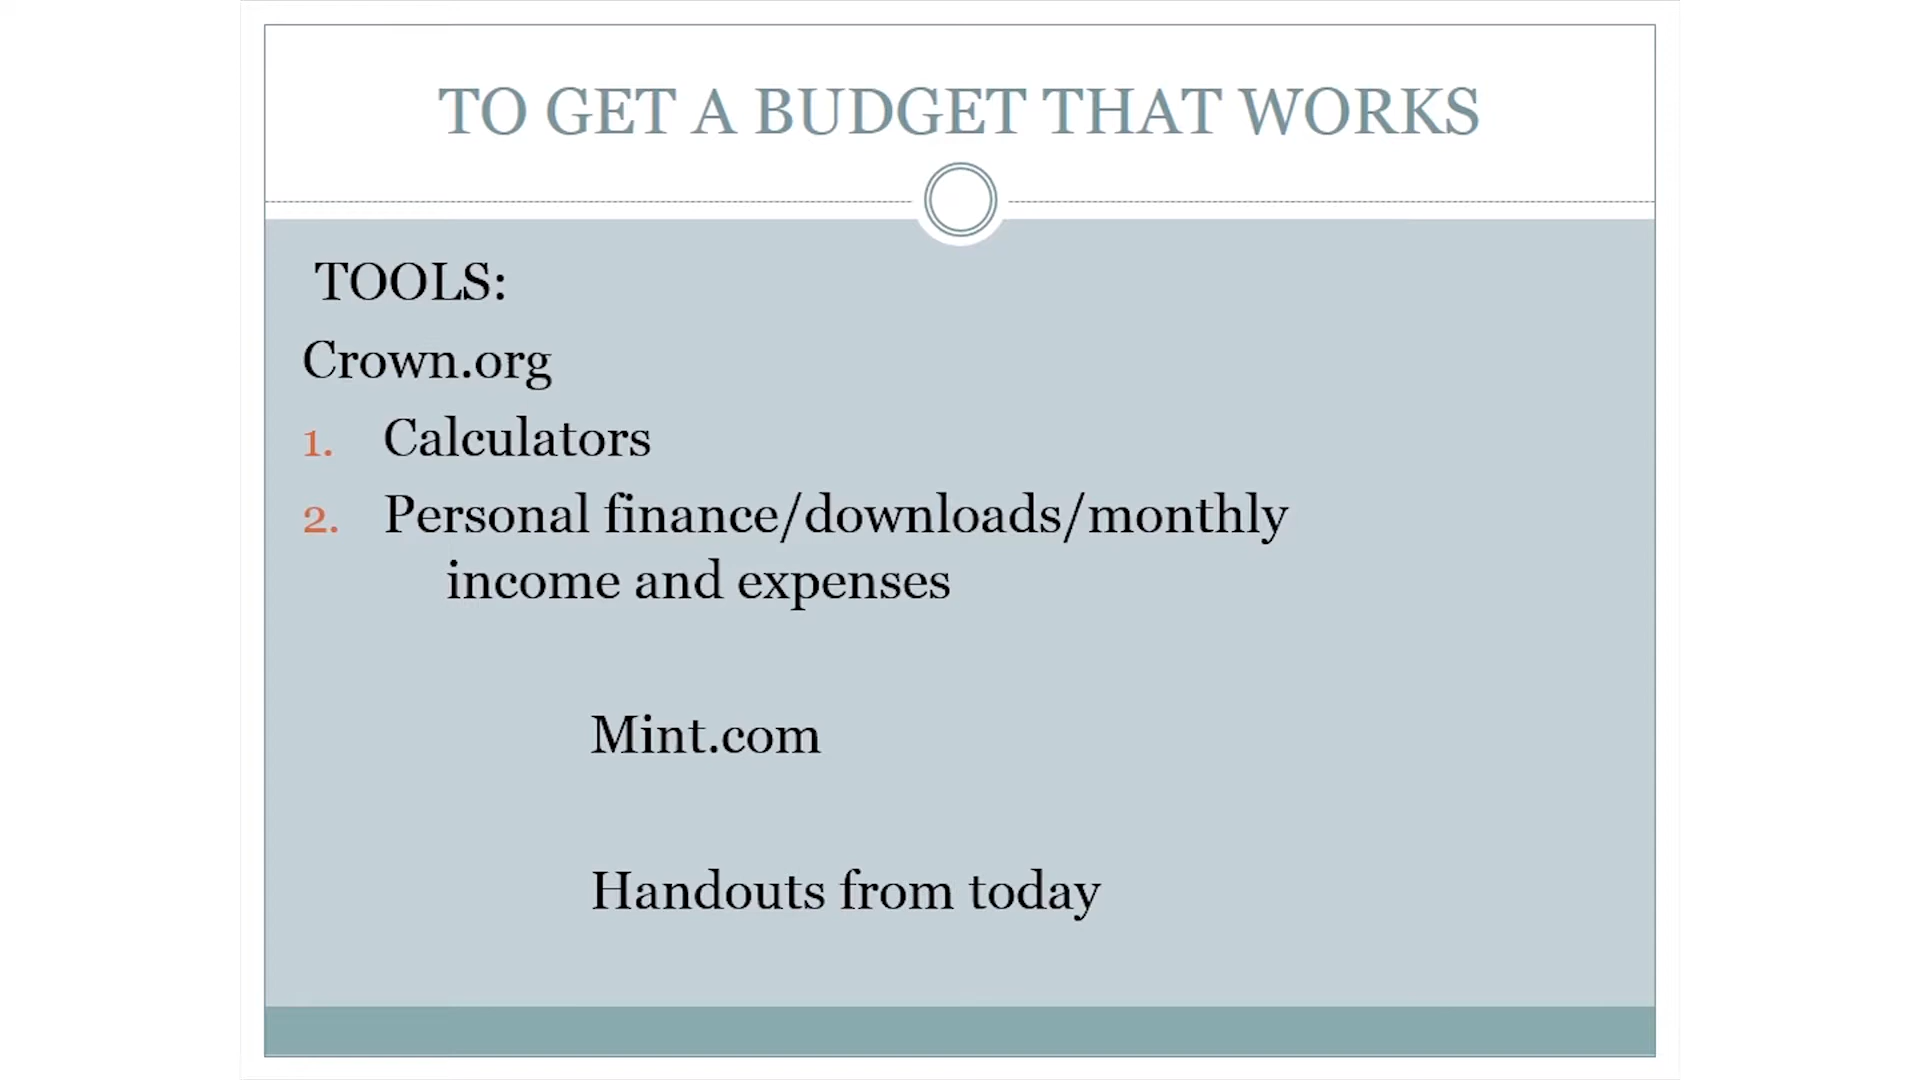 TO GET A BUDGET THAT WORKS
TOOLS:
Crown.org
1. Calculators
2. Personal finance/downloads/monthly
income and expenses
Mint.com
Handouts from today